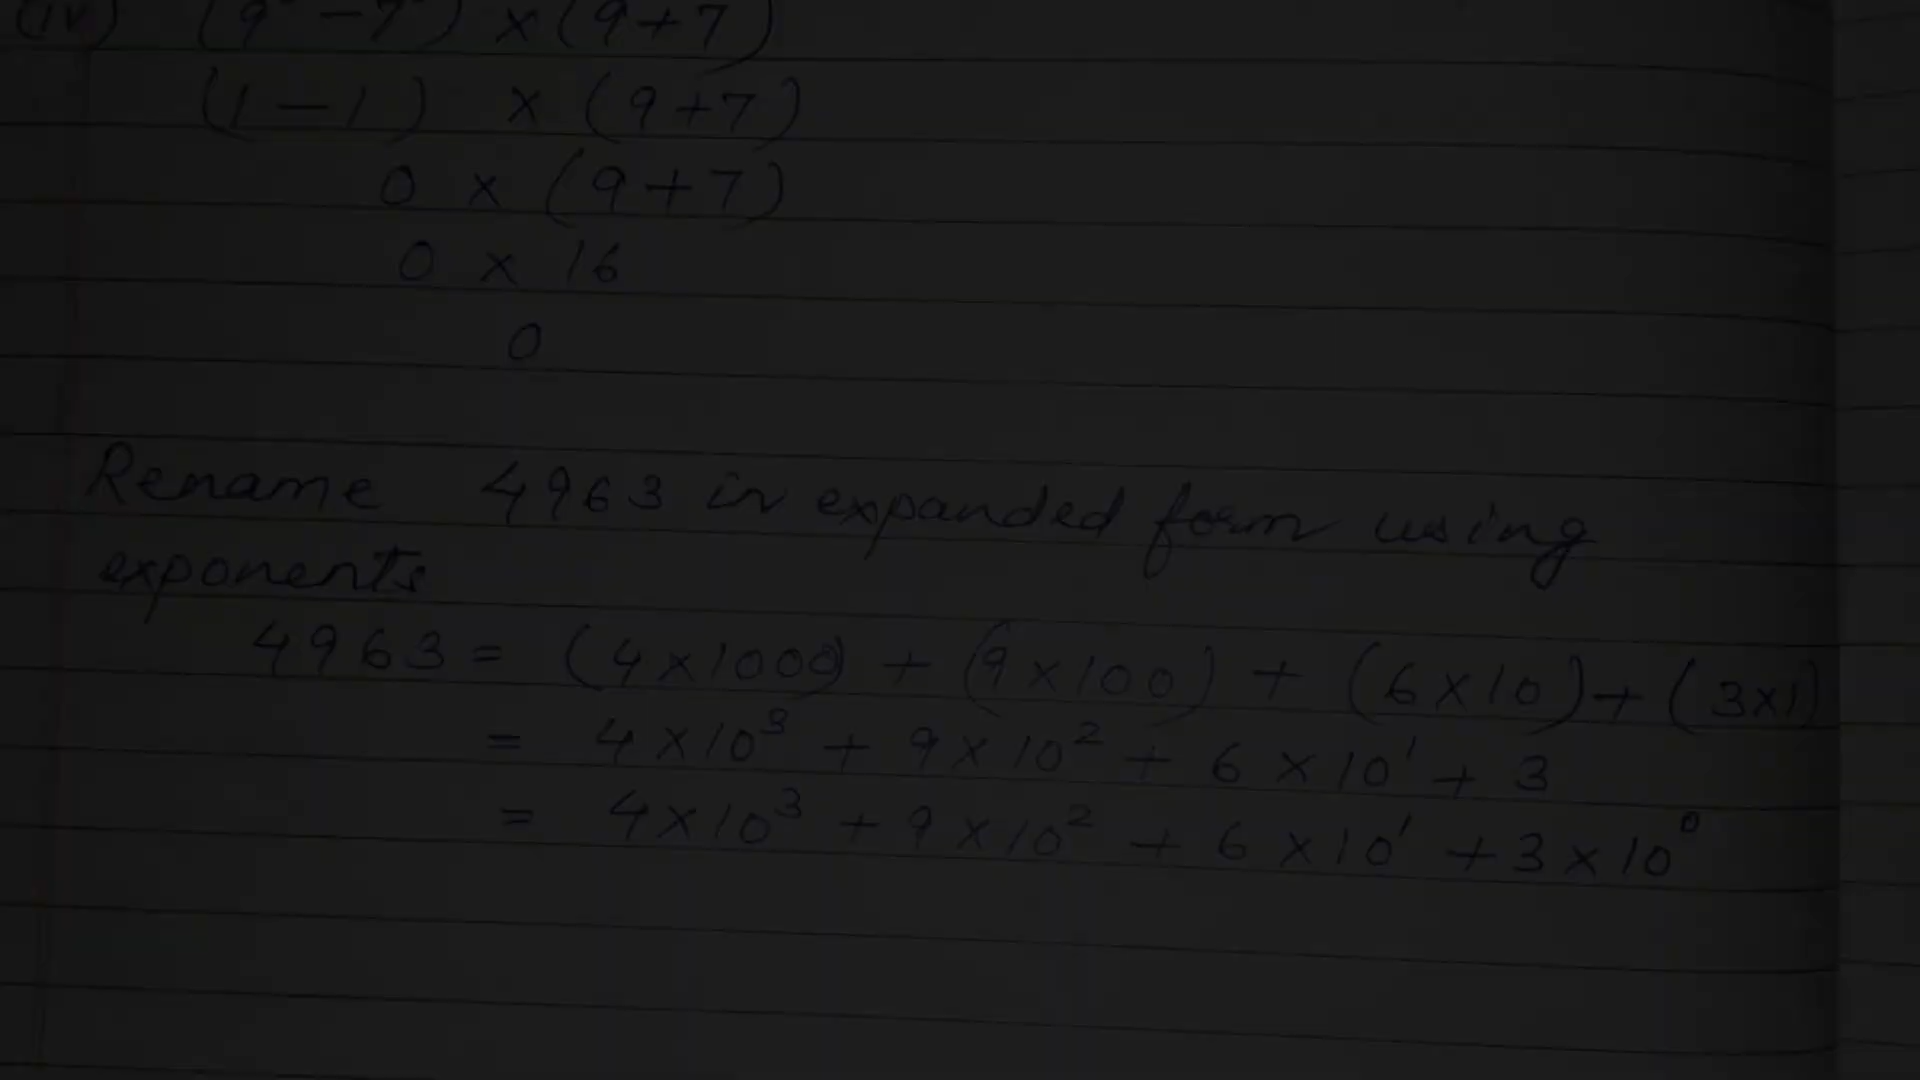 (iv) (9⁰ - 7⁰) × (9+7)
(1 - 1) × (9+7)
0 × (9+7)
0 × 16
0
Rename 4963 in expanded form using
exponents
4963 = (4×1000) + (9×100) + (6×10) + (3×1)
= 4×10³ + 9×10² + 6×10¹ + 3
= 4×10³ + 9×10² + 6×10¹ + 3×10⁰